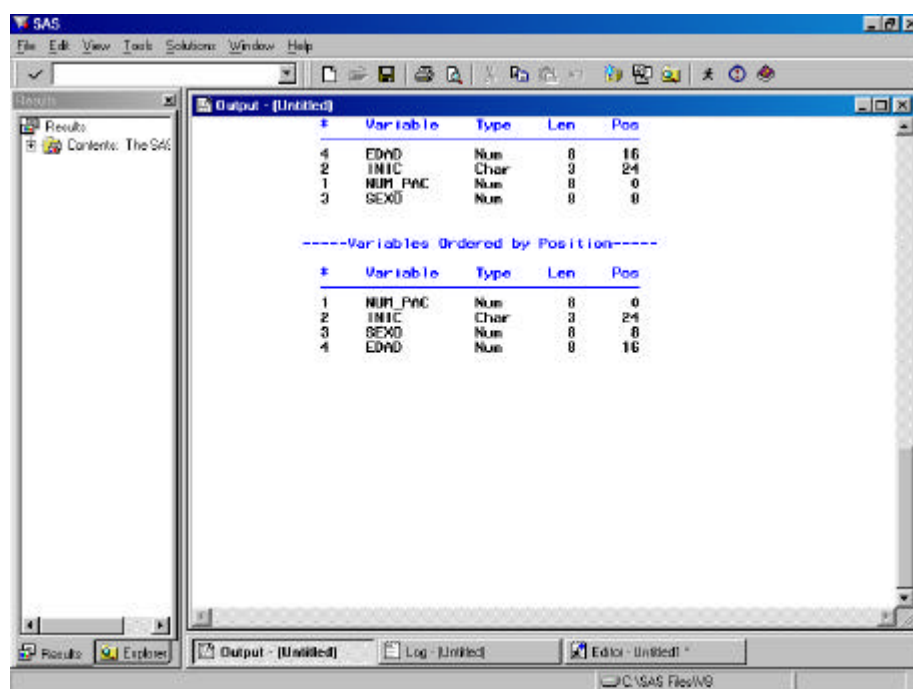 SAS
File Edit View Tools Solutions Window Help
Results
Output - (Untitled)
Results
Contents: The SAS
# Variable Type Len Pos
4 EDAD Num 8 16
2 INIC Char 3 24
1 NUM_PAC Num 8 0
3 SEXO Num 8 8
-----Variables Ordered by Position-----
# Variable Type Len Pos
1 NUM_PAC Num 8 0
2 INIC Char 3 24
3 SEXO Num 8 8
4 EDAD Num 8 16
Results Explorer Output - (Untitled) Log - (Untitled) Editor - Untitled1 *
C:\SAS Files\V8